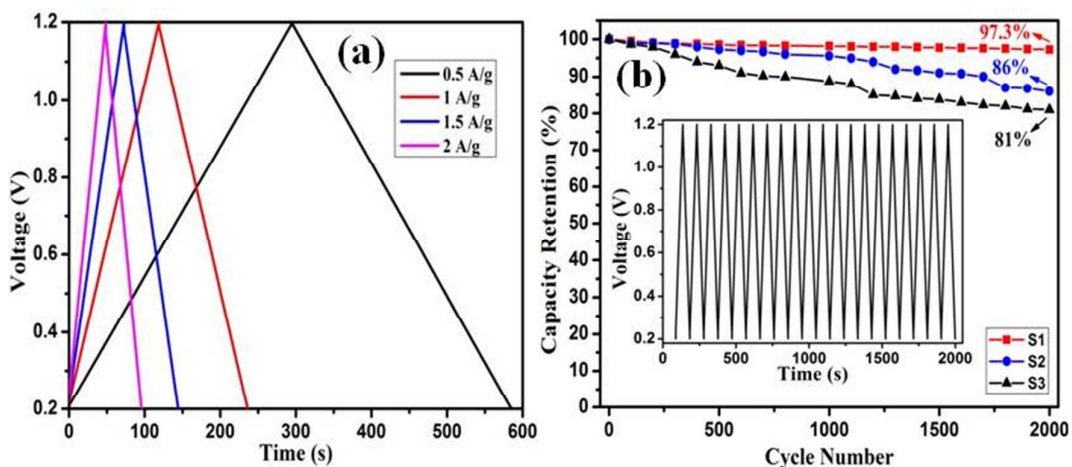 (a)
0.5 A/g
1 A/g
1.5 A/g
2 A/g
Voltage (V)
1.2
1.0
0.8
0.6
0.4
0.2
0 100 200 300 400 500 600
Time (s)
(b)
97.3%
86%
81%
Capacity Retention (%)
100
90
80
70
60
50
40
30
20
10
0
Voltage (V)
1.2
1.0
0.8
0.6
0.4
0.2
500 1000 1500 2000
Time (s)
S1
S2
S3
0 500 1000 1500 2000
Cycle Number